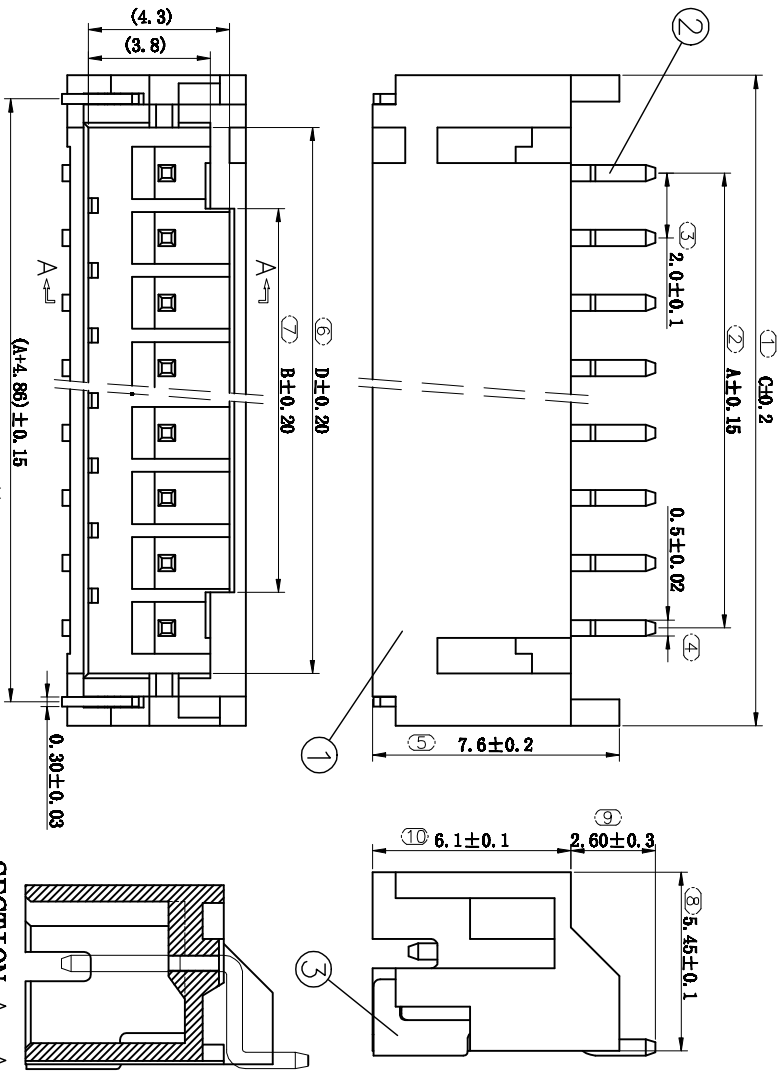 (4.3)
(3.8)
②
① C±0.2
② A±0.15
③ 2.0±0.1
0.5±0.02
④
⑥ D±0.20
⑦ B±0.20
A
A
(A+4.86)±0.15
0.30±0.03
⑤ 7.6±0.2
①
⑩ 6.1±0.1
⑨ 2.60±0.3
⑧ 5.45±0.1
③
SECTION A-A